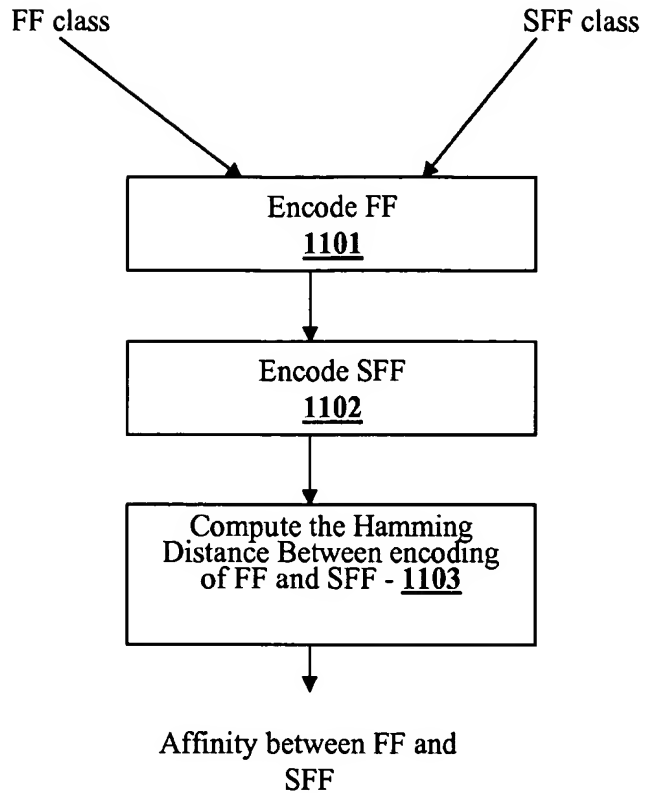 FF class
SFF class
Encode FF
1101
Encode SFF
1102
Compute the Hamming
Distance Between encoding
of FF and SFF - 1103
Affinity between FF and
SFF